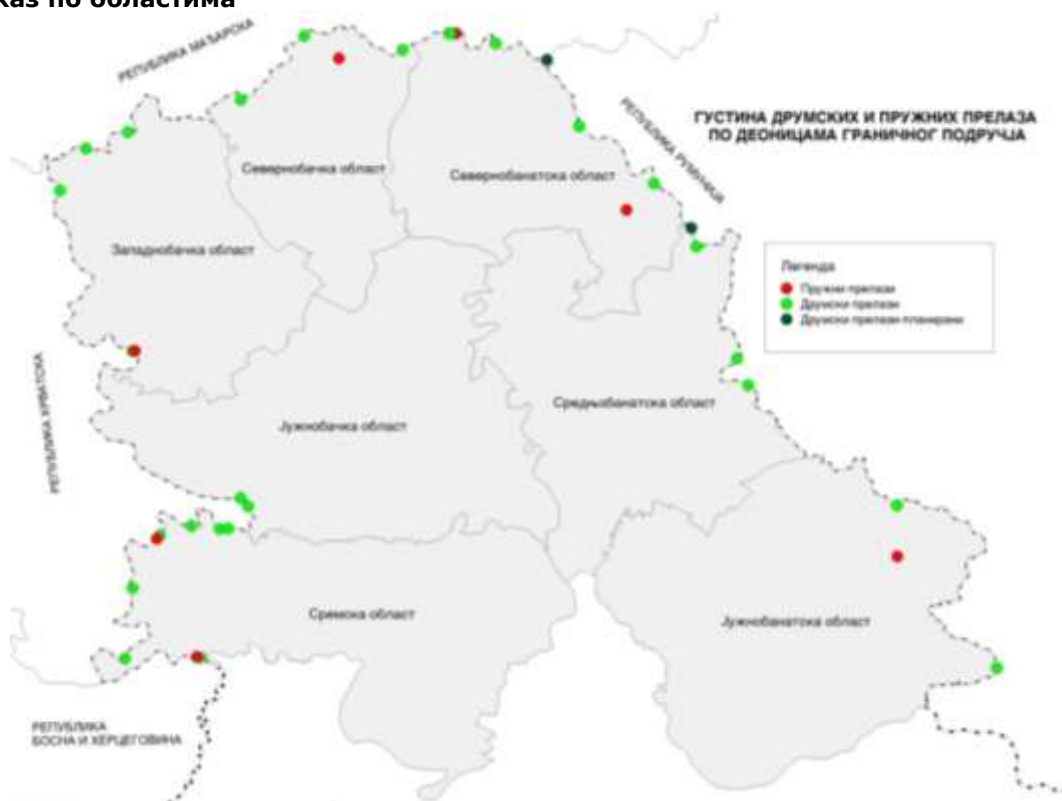 каз по областима
РЕПУБЛИКА МАЂАРСКА
РЕПУБЛИКА РУМУНИЈА
ГУСТИНА ДРУМСКИХ И ПРУЖНИХ ПРЕЛАЗА
ПО ДЕОНИЦАМА ГРАНИЧНОГ ПОДРУЧЈА
Севернобачка област
Севернобанатска област
Западнобачка област
Легенда
Пружни прелази
Друмски прелази
Друмски прелази-планирани
РЕПУБЛИКА ХРВАТСКА
Средњобанатска област
Јужнобачка област
Сремска област
Јужнобанатска област
РЕПУБЛИКА
БОСНА И ХЕРЦЕГОВИНА